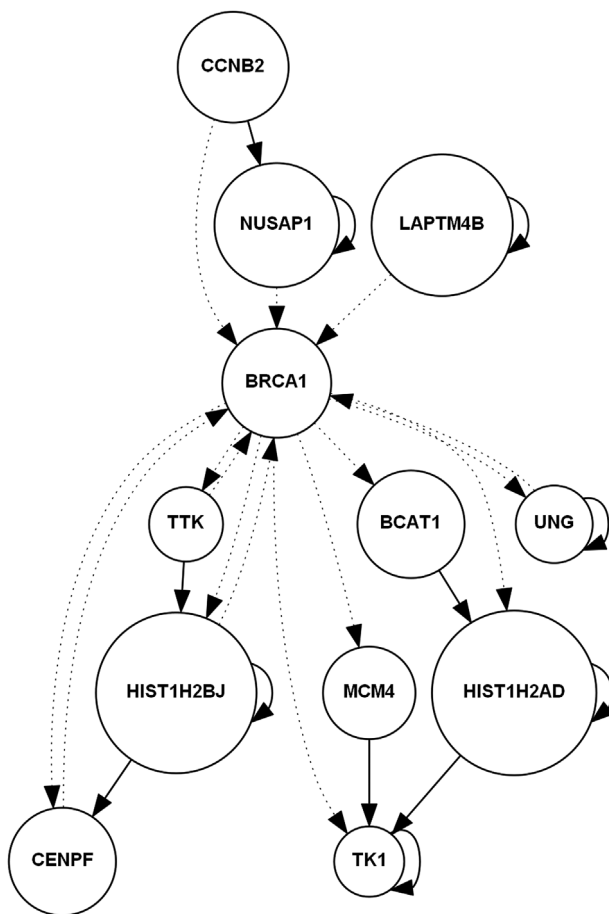 CCNB2
NUSAP1
LAPTM4B
BRCA1
TTK
BCAT1
UNG
HIST1H2BJ
MCM4
HIST1H2AD
CENPF
TK1